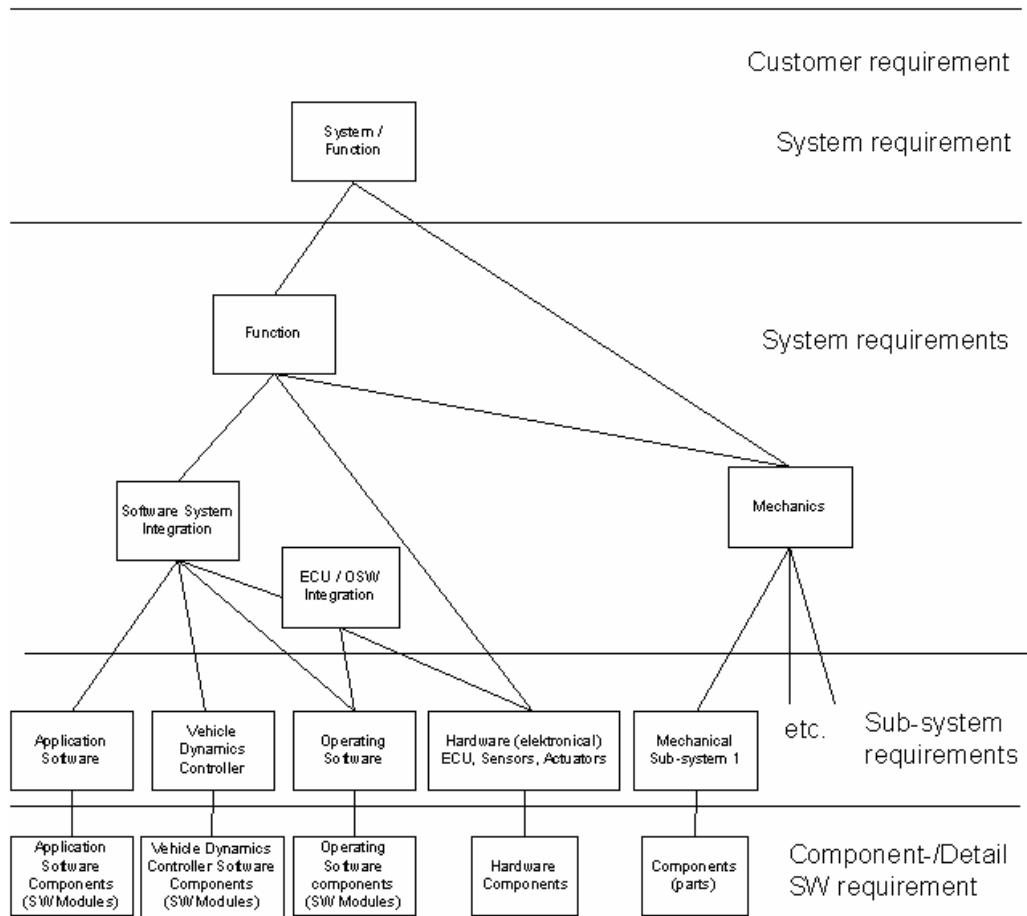 Customer requirement
System /
Function
System requirement
Function
System requirements
Software System
Integration
Mechanics
ECU / OSW
Integration
Application
Software
Vehicle
Dynamics
Controller
Operating
Software
Hardware (elektronical)
ECU, Sensors, Actuators
Mechanical
Sub-system 1
etc.
Sub-system
requirements
Application
Software
Components
(SW Modules)
Vehicle Dynamics
Controller Software
Components
(SW Modules)
Operating
Software
components
(SW Modules)
Hardware
Components
Components
(parts)
Component-/Detail
SW requirement